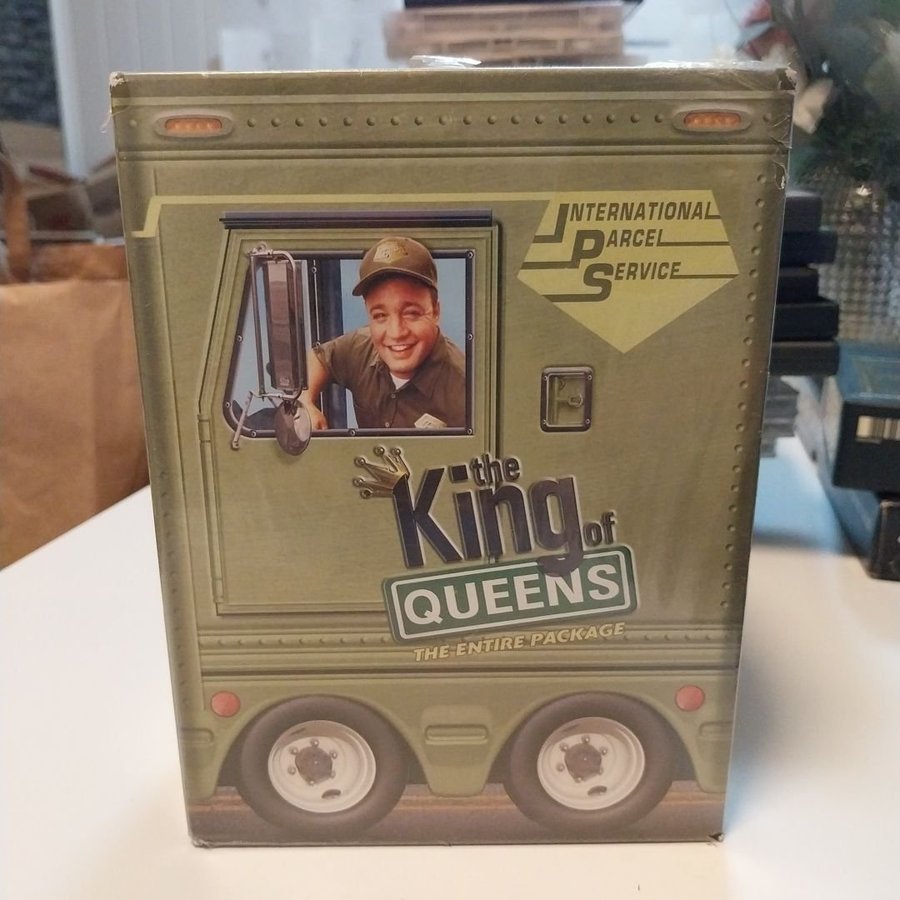 INTERNATIONAL
PARCEL
SERVICE
the
King of
QUEENS
THE ENTIRE PACKAGE